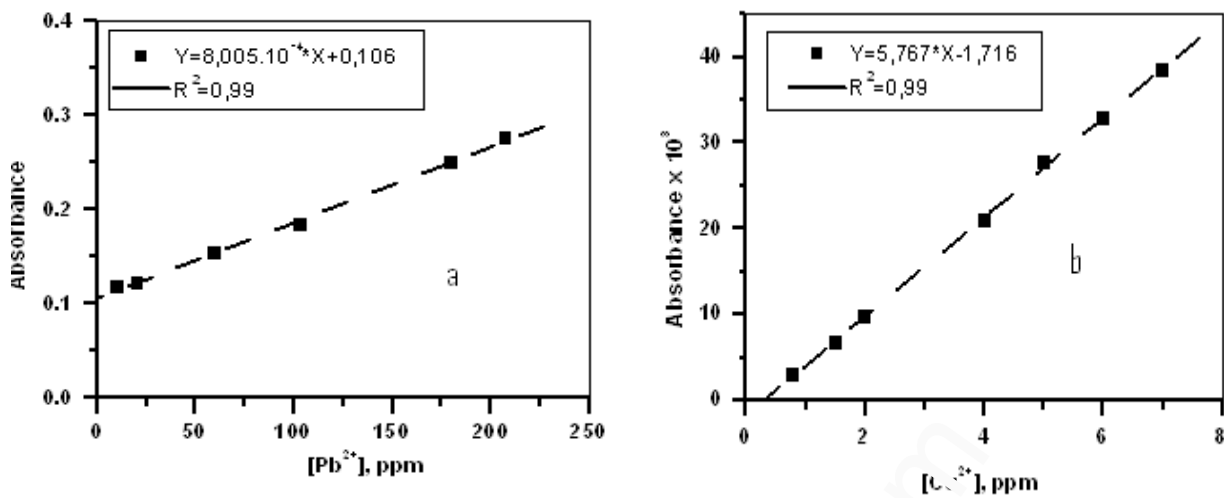 0.4
0.3
0.2
0.1
0.0
Absorbance
Y=8,005.10⁻⁴*X+0,106
R²=0,99
a
0 50 100 150 200 250
[Pb²⁺], ppm
40
30
20
10
0
Absorbance × 10³
Y=5,767*X-1,716
R²=0,99
b
0 2 4 6 8
ppm